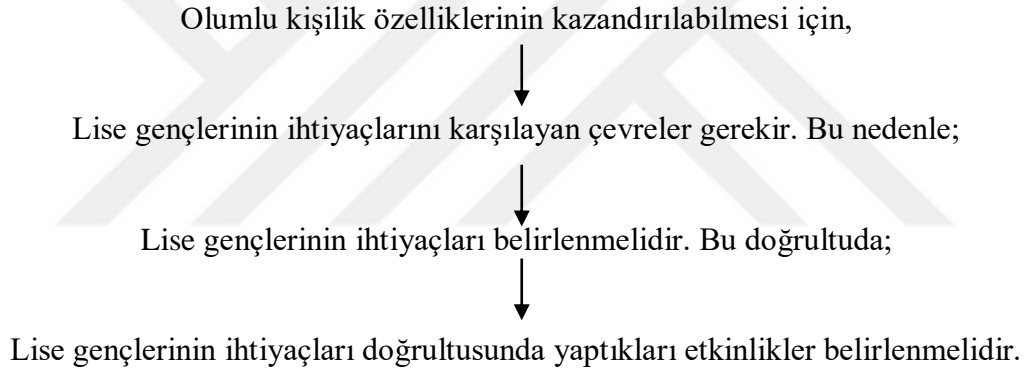 Olumlu kişilik özelliklerinin kazandırılabilmesi için,
Lise gençlerinin ihtiyaçlarını karşılayan çevreler gerekir. Bu nedenle;
Lise gençlerinin ihtiyaçları belirlenmelidir. Bu doğrultuda;
Lise gençlerinin ihtiyaçları doğrultusunda yaptıkları etkinlikler belirlenmelidir.